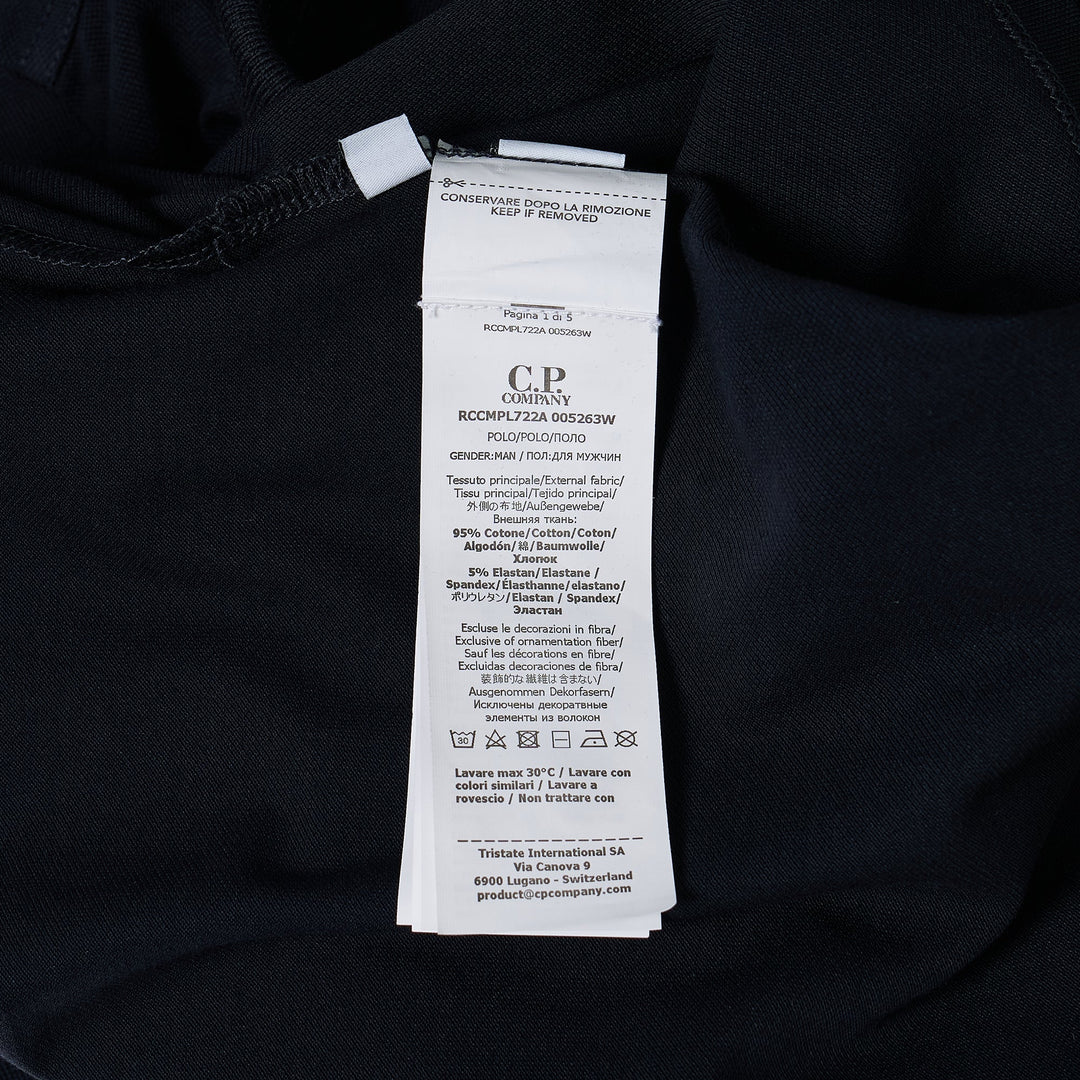 CONSERVARE DOPO LA RIMOZIONE
KEEP IF REMOVED
Pagina 1 di 5
RCCMPL722A 005263W
C.P.
COMPANY
RCCMPL722A 005263W
POLO/POLO/ПОЛО
GENDER:MAN / ПОЛ:ДЛЯ МУЖЧИН
Tessuto principale/External fabric/
Tissu principal/Tejido principal/
外側の布地/Außengewebe/
Внешняя ткань:
95% Cotone/Cotton/Coton/
Algodón/綿/Baumwolle/
Хлопок
5% Elastan/Elastane /
Spandex/Élasthanne/elastano/
ポリウレタン/Elastan / Spandex/
Эластан
Escluse le decorazioni in fibra/
Exclusive of ornamentation fiber/
Sauf les décorations en fibre/
Excluidas decoraciones de fibra/
装飾的な繊維は含まない/
Ausgenommen Dekorfasern/
Исключены декоратвные
элементы из волокон
30
Lavare max 30°C / Lavare con
colori similari / Lavare a
rovescio / Non trattare con
Tristate International SA
Via Canova 9
6900 Lugano - Switzerland
product@cpcompany.com